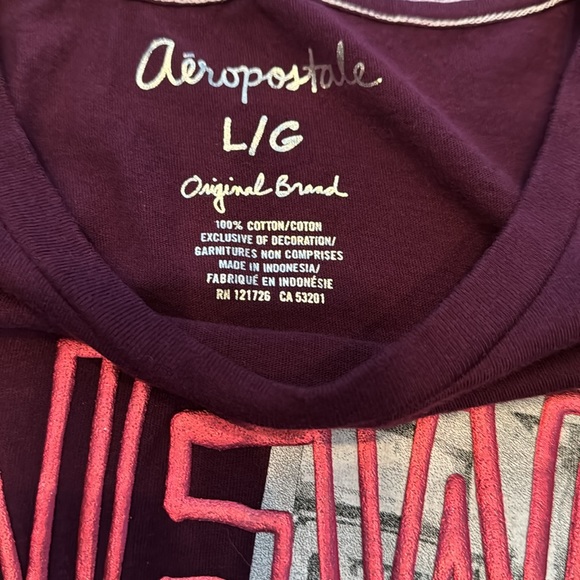 aéropostale
L/G
Original Brand
100% COTTON/COTON
EXCLUSIVE OF DECORATION/
GARNITURES NON COMPRISES
MADE IN INDONESIA/
FABRIQUÉ EN INDONÉSIE
RN 121726 CA 53201
NEW